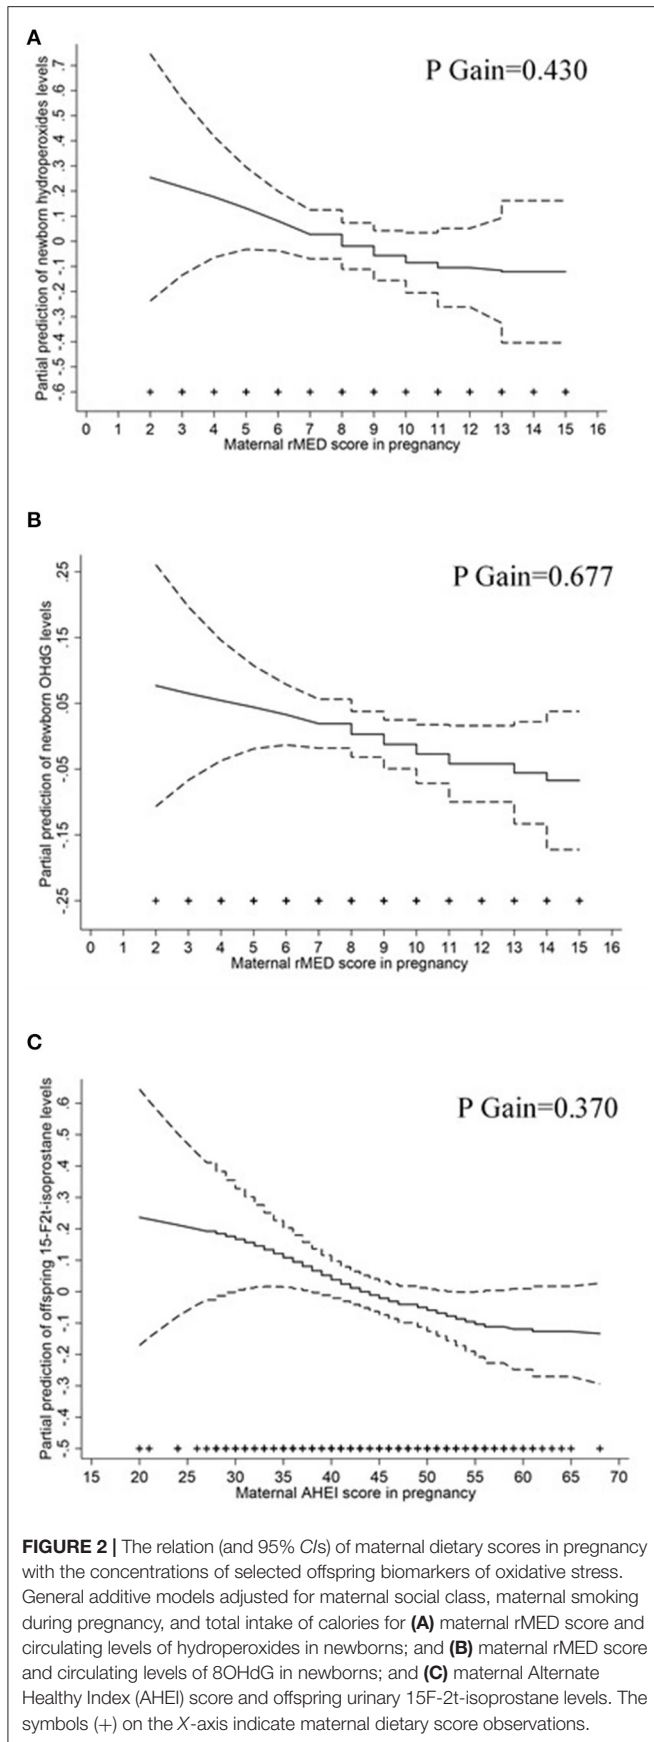 A
P Gain=0.430
Partial prediction of newborn hydroperoxides levels
.7
.6
.5
.4
.3
.2
.1
0
-.1
-.2
-.3
-.4
-.5
-.6
0 1 2 3 4 5 6 7 8 9 10 11 12 13 14 15 16
Maternal rMED score in pregnancy
B
P Gain=0.677
Partial prediction of newborn OHdG levels
.25
.15
.05
-.05
-.15
-.25
0 1 2 3 4 5 6 7 8 9 10 11 12 13 14 15 16
Maternal rMED score in pregnancy
C
P Gain=0.370
Partial prediction of offspring 15-F2t-isoprostane levels
.6
.5
.4
.3
.2
.1
0
-.1
-.2
-.3
-.4
-.5
15 20 25 30 35 40 45 50 55 60 65 70
Maternal AHEI score in pregnancy
FIGURE 2 | The relation (and 95% CIs) of maternal dietary scores in pregnancy
with the concentrations of selected offspring biomarkers of oxidative stress.
General additive models adjusted for maternal social class, maternal smoking
during pregnancy, and total intake of calories for (A) maternal rMED score and
circulating levels of hydroperoxides in newborns; and (B) maternal rMED score
and circulating levels of 8OHdG in newborns; and (C) maternal Alternate
Healthy Index (AHEI) score and offspring urinary 15F-2t-isoprostane levels. The
symbols (+) on the X-axis indicate maternal dietary score observations.